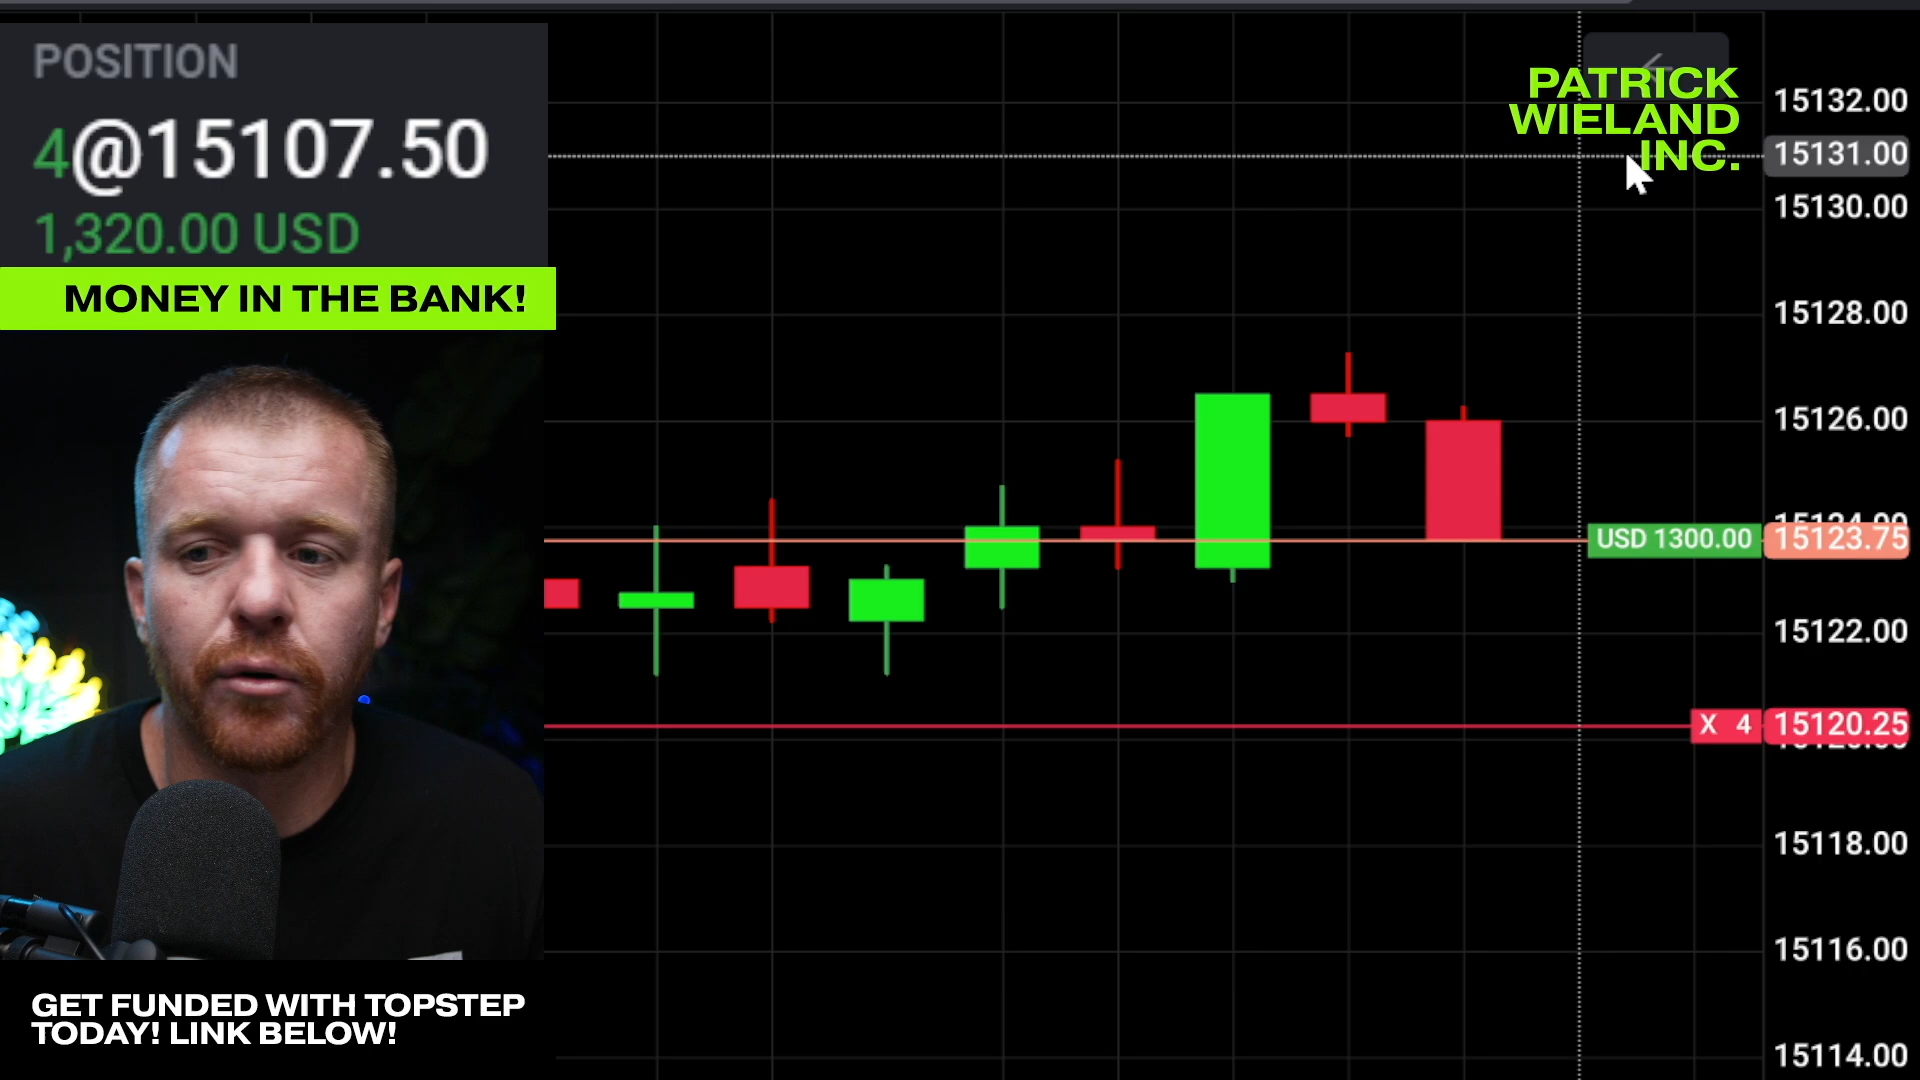 POSITION
4@15107.50
1,320.00 USD
MONEY IN THE BANK!
GET FUNDED WITH TOPSTEP
TODAY! LINK BELOW!
PATRICK
WIELAND
INC.
15132.00
15131.00
15130.00
15128.00
15126.00
15124.00
USD 1300.00 15123.75
15122.00
X 4 15120.25
15118.00
15116.00
15114.00